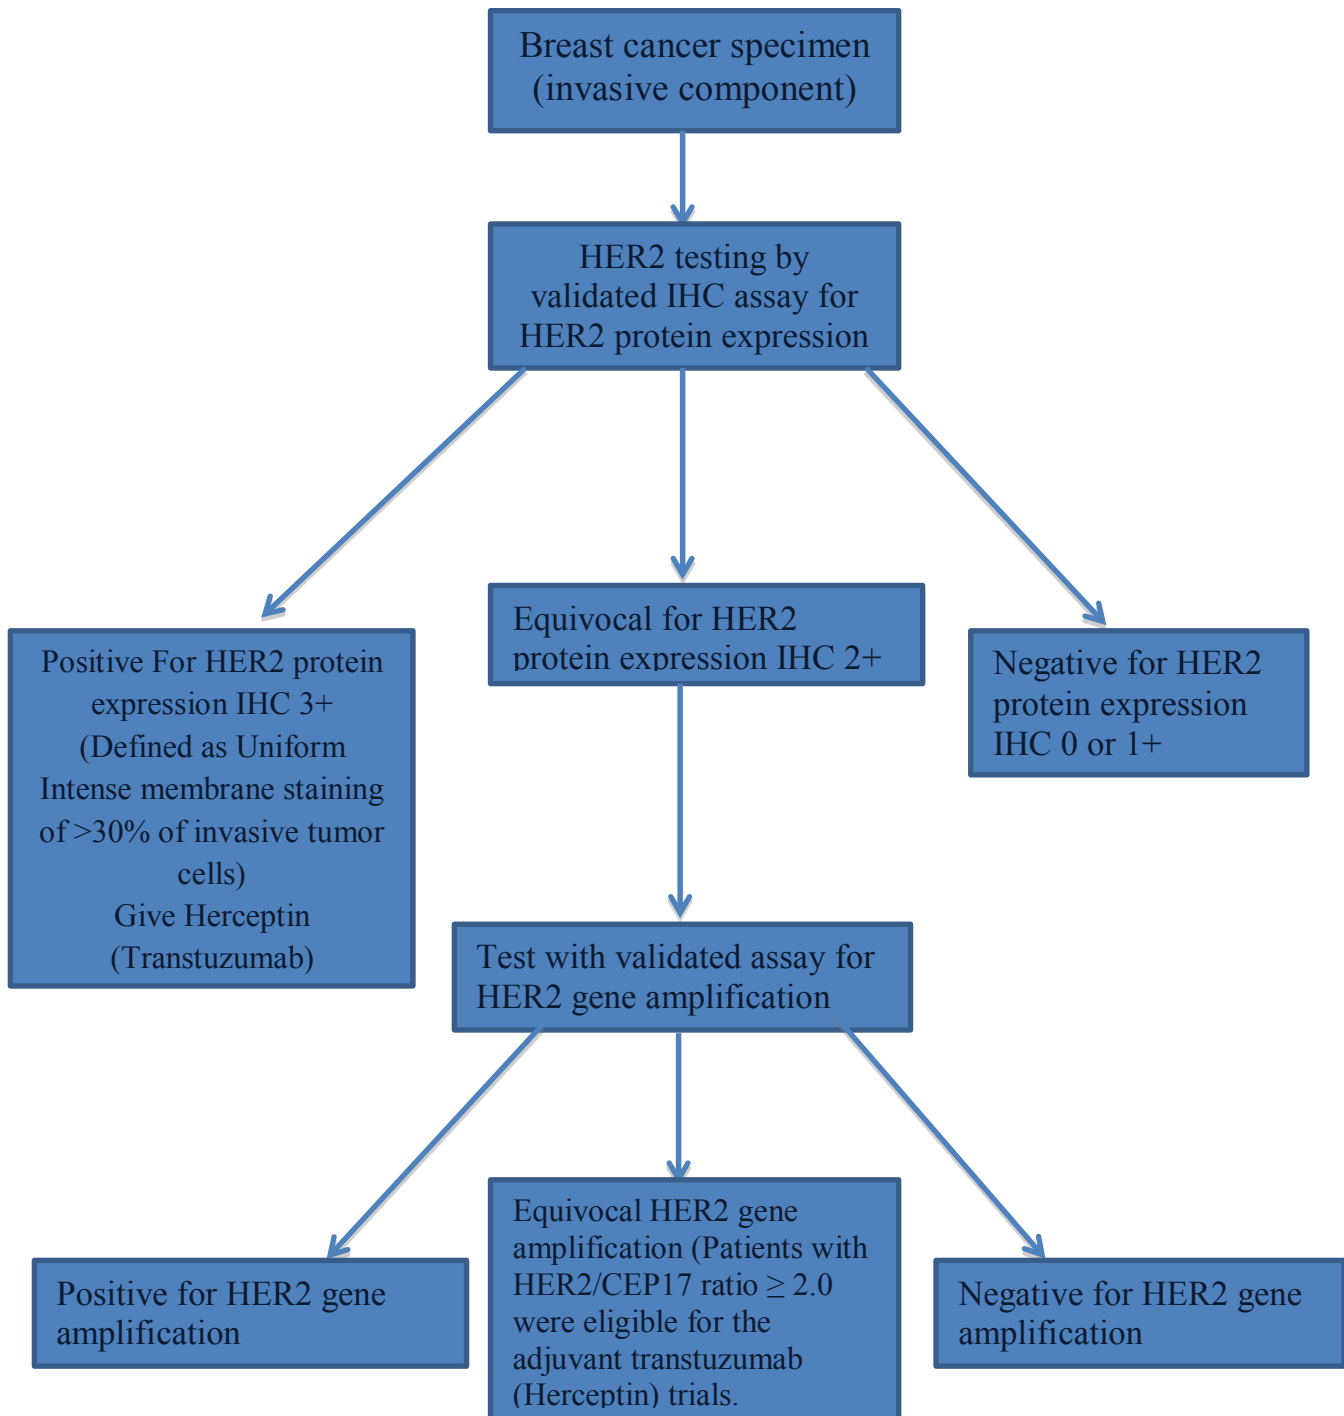 Breast cancer specimen
(invasive component)
HER2 testing by
validated IHC assay for
HER2 protein expression
Positive For HER2 protein
expression IHC 3+
(Defined as Uniform
Intense membrane staining
of >30% of invasive tumor
cells)
Give Herceptin
(Transtuzumab)
Equivocal for HER2
protein expression IHC 2+
Negative for HER2
protein expression
IHC 0 or 1+
Test with validated assay for
HER2 gene amplification
Positive for HER2 gene
amplification
Equivocal HER2 gene
amplification (Patients with
HER2/CEP17 ratio ≥ 2.0
were eligible for the
adjuvant transtuzumab
(Herceptin) trials.
Negative for HER2 gene
amplification